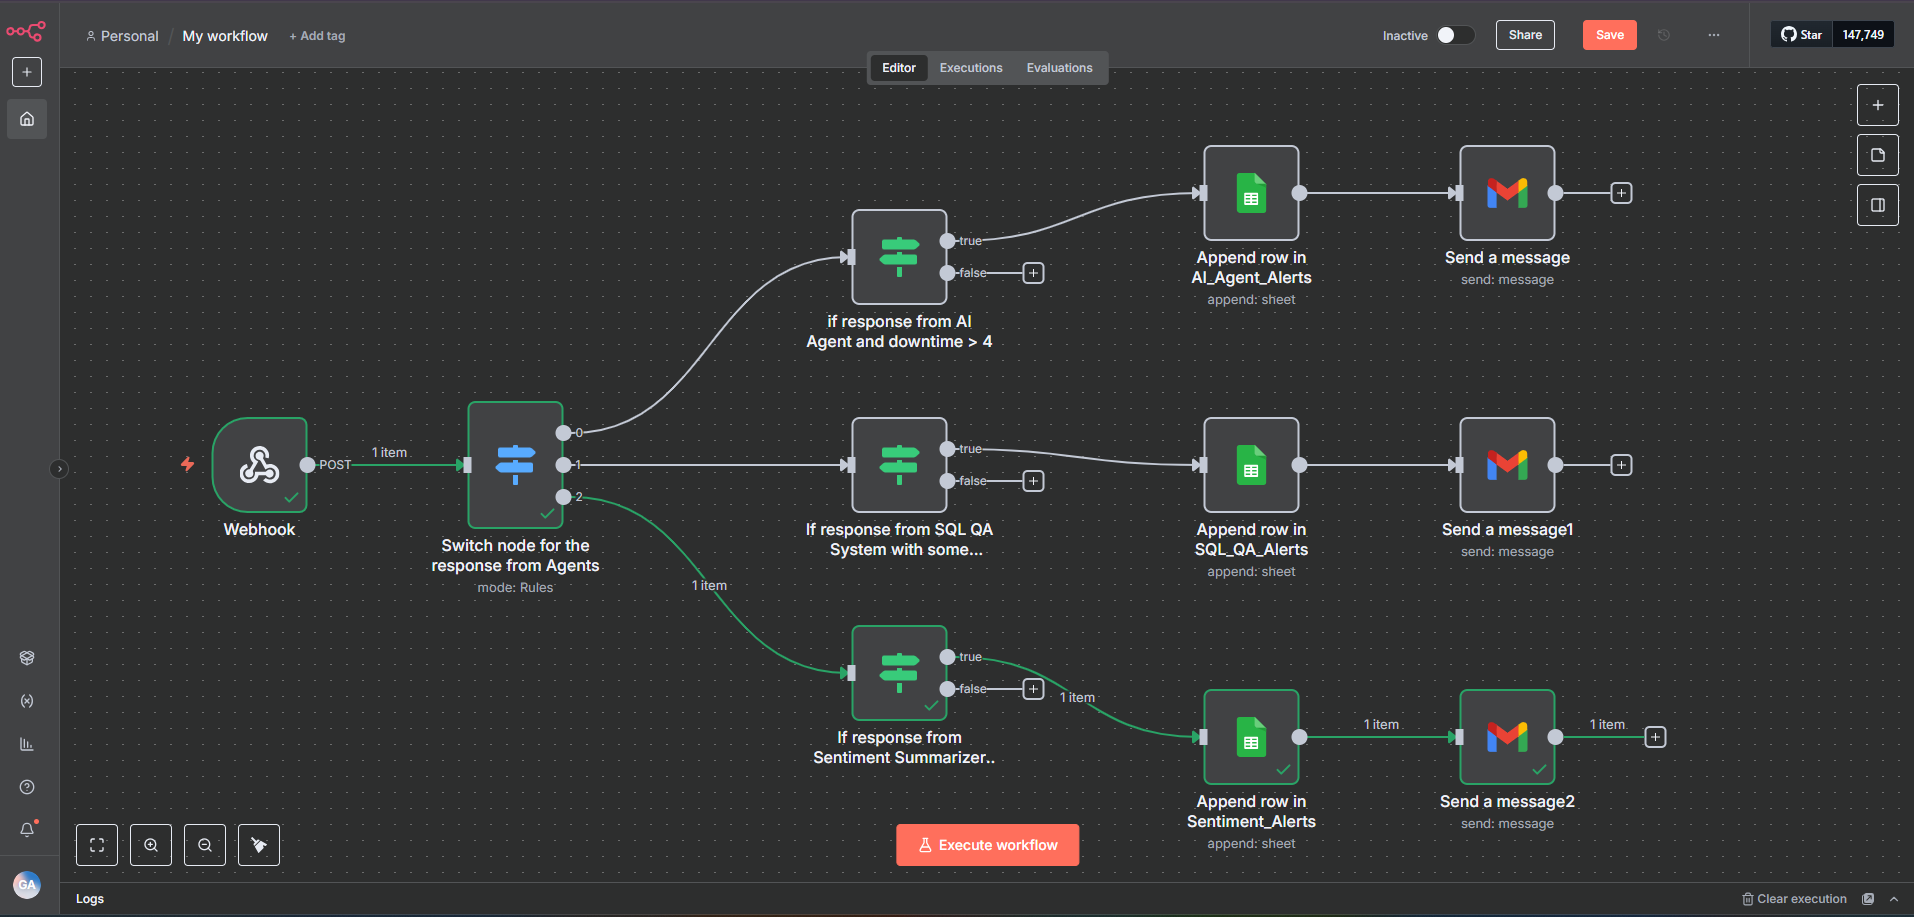 Personal / My workflow + Add tag
Inactive
Share
Save
...
Star 147,749
Editor Executions Evaluations
true
false
if response from AI
Agent and downtime > 4
Append row in
AI_Agent_Alerts
append: sheet
Send a message
send: message
POST
1 item
Webhook
0
1
2
Switch node for the
response from Agents
mode: Rules
true
false
If response from SQL QA
System with some...
Append row in
SQL_QA_Alerts
append: sheet
Send a message1
send: message
1 item
true
false
If response from
Sentiment Summarizer..
1 item
Append row in
Sentiment_Alerts
append: sheet
1 item
Send a message2
send: message
1 item
Execute workflow
GA
Logs
Clear execution